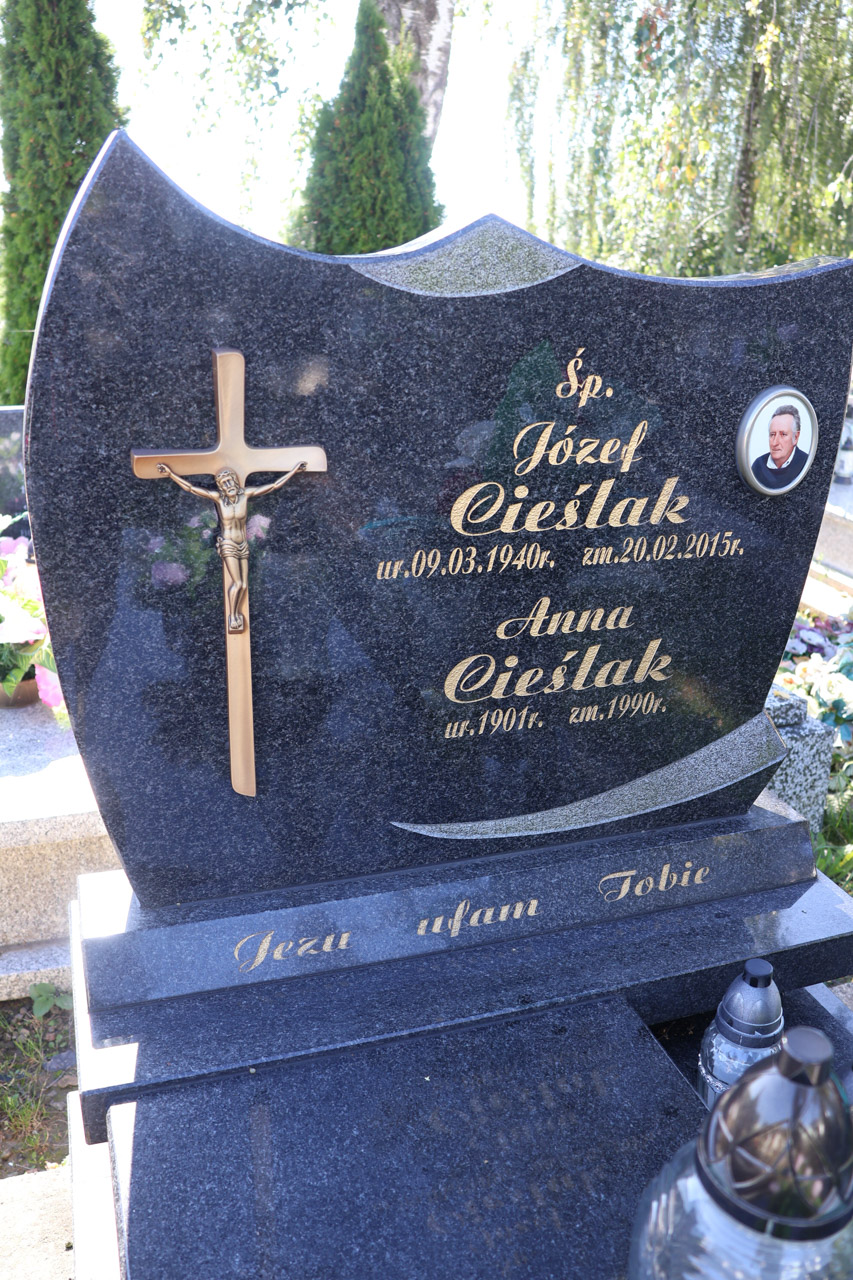 Śp.
Józef
Cieślak
ur.09.03.1940r. zm.20.02.2015r.
Anna
Cieślak
ur.1901r. zm.1990r.
Jezu ufam Tobie